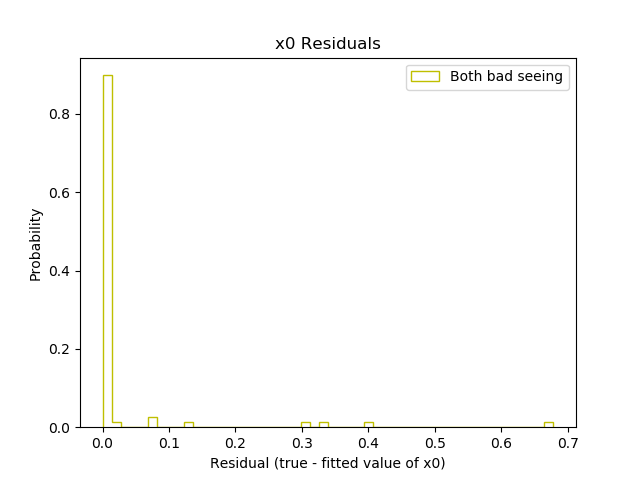 x0 Residuals
Both bad seeing
Probability
0.8
0.6
0.4
0.2
0.0
0.0 0.1 0.2 0.3 0.4 0.5 0.6 0.7
Residual (true - fitted value of x0)